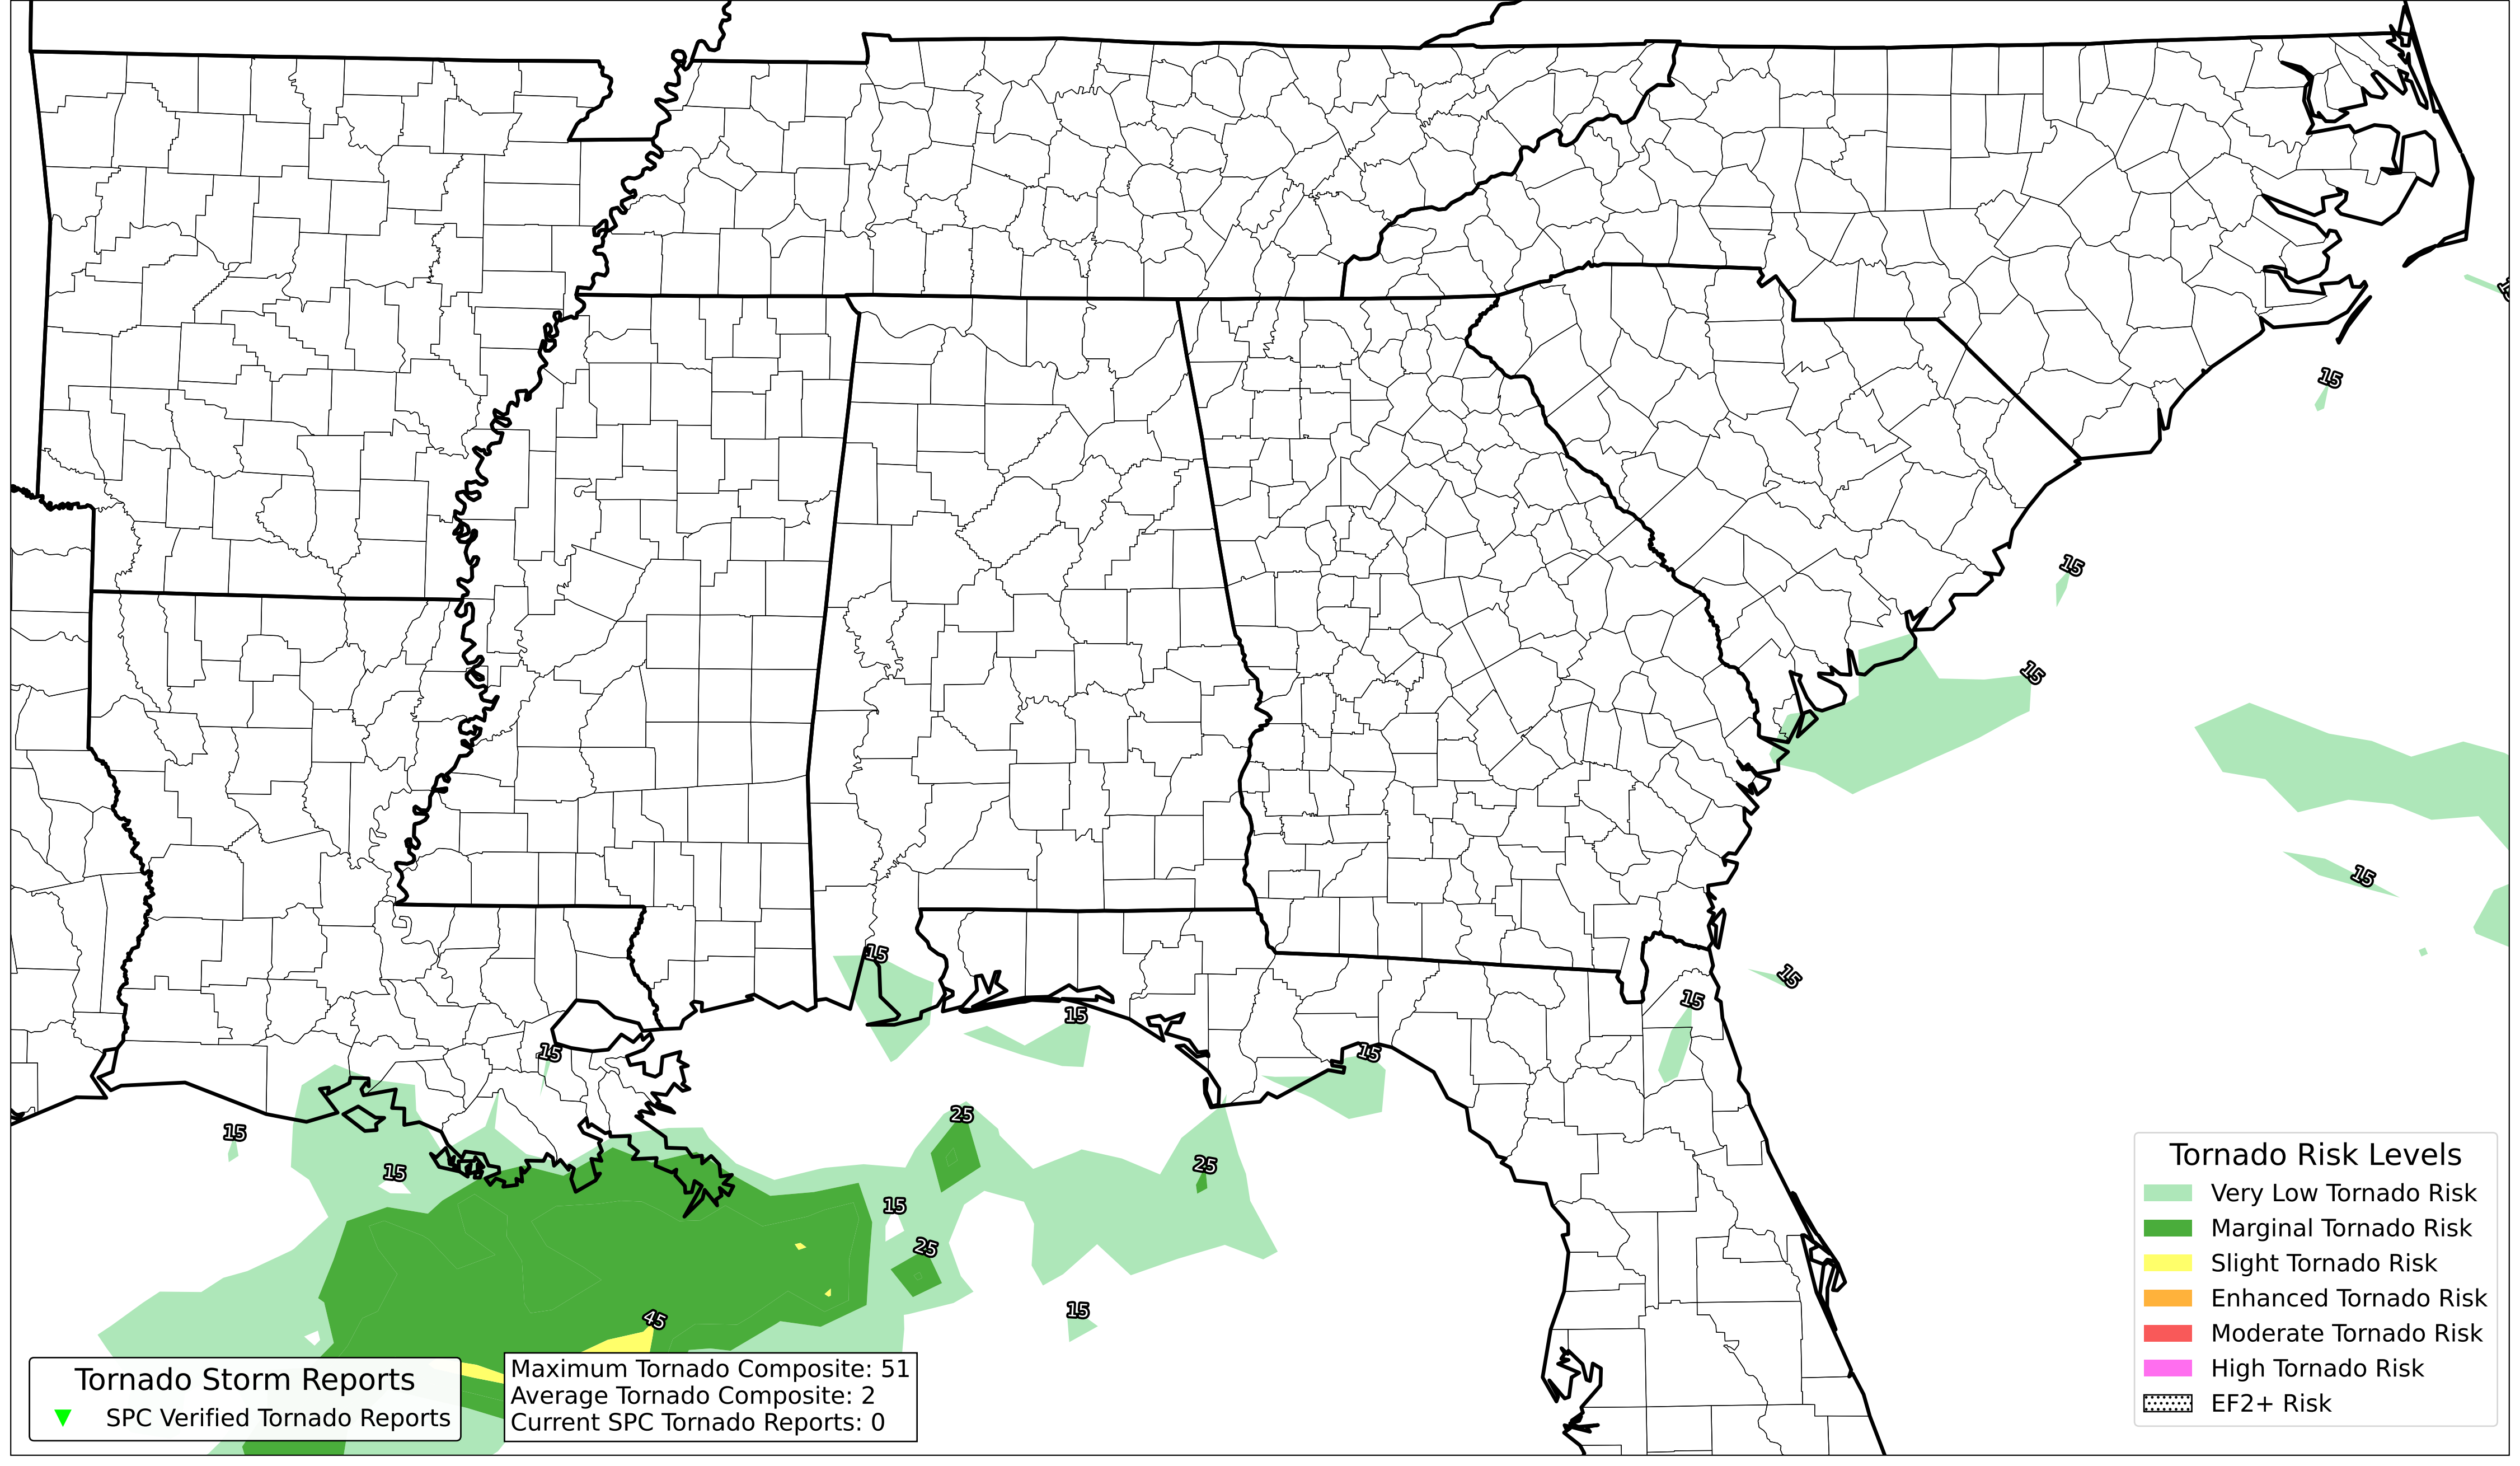 15
15
15
15
15
15
15
15
15
15
15
25
15
15
25
15
25
15
45
Tornado Risk Levels
Very Low Tornado Risk
Marginal Tornado Risk
Slight Tornado Risk
Enhanced Tornado Risk
Moderate Tornado Risk
High Tornado Risk
EF2+ Risk
Tornado Storm Reports
SPC Verified Tornado Reports
Maximum Tornado Composite: 51
Average Tornado Composite: 2
Current SPC Tornado Reports: 0